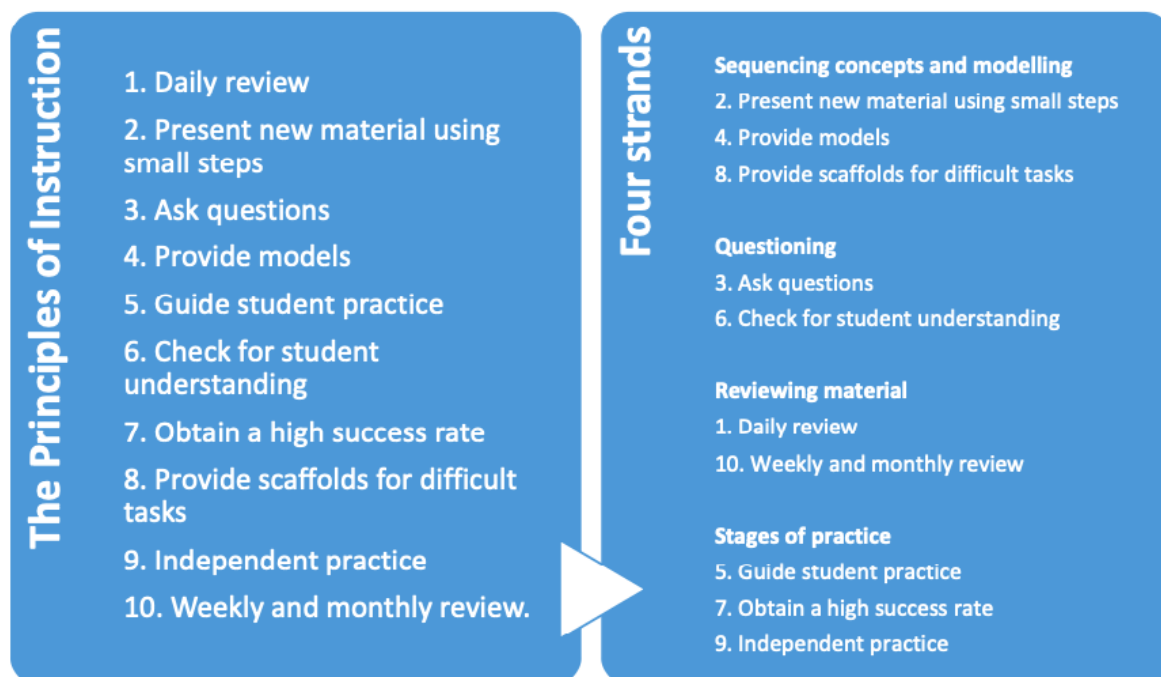 The Principles of Instruction
1. Daily review
2. Present new material using
small steps
3. Ask questions
4. Provide models
5. Guide student practice
6. Check for student
understanding
7. Obtain a high success rate
8. Provide scaffolds for difficult
tasks
9. Independent practice
10. Weekly and monthly review.
Four strands
Sequencing concepts and modelling
2. Present new material using small steps
4. Provide models
8. Provide scaffolds for difficult tasks
Questioning
3. Ask questions
6. Check for student understanding
Reviewing material
1. Daily review
10. Weekly and monthly review
Stages of practice
5. Guide student practice
7. Obtain a high success rate
9. Independent practice